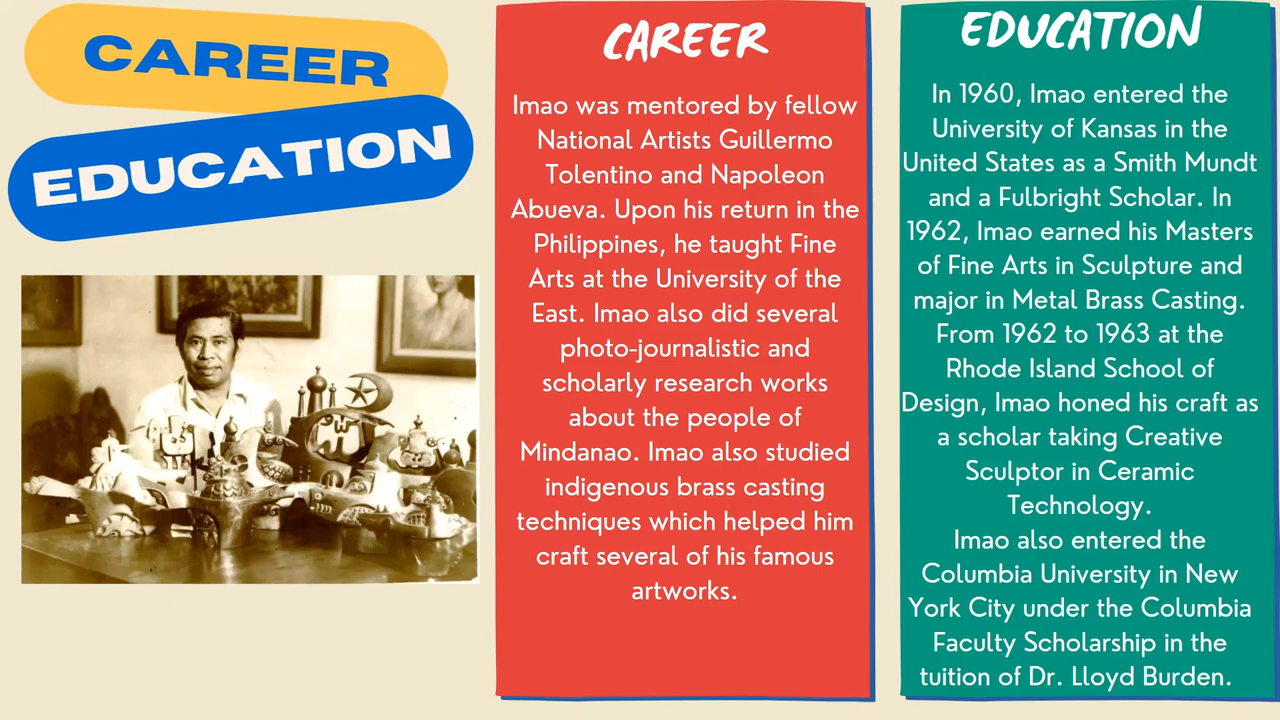 CAREER
EDUCATION
CAREER
Imao was mentored by fellow
National Artists Guillermo
Tolentino and Napoleon
Abueva. Upon his return in the
Philippines, he taught Fine
Arts at the University of the
East. Imao also did several
photo-journalistic and
scholarly research works
about the people of
Mindanao. Imao also studied
indigenous brass casting
techniques which helped him
craft several of his famous
artworks.
EDUCATION
In 1960, Imao entered the
University of Kansas in the
United States as a Smith Mundt
and a Fulbright Scholar. In
1962, Imao earned his Masters
of Fine Arts in Sculpture and
major in Metal Brass Casting.
From 1962 to 1963 at the
Rhode Island School of
Design, Imao honed his craft as
a scholar taking Creative
Sculptor in Ceramic
Technology.
Imao also entered the
Columbia University in New
York City under the Columbia
Faculty Scholarship in the
tuition of Dr. Lloyd Burden.